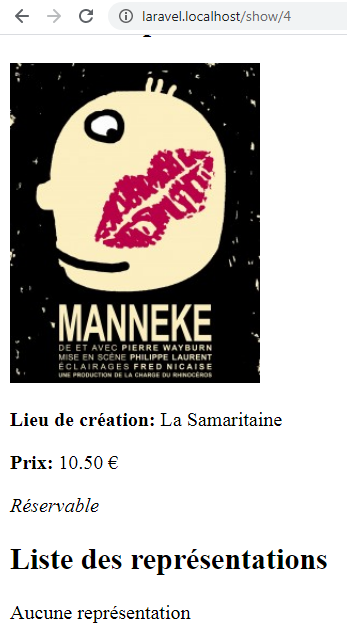 laravel.localhost/show/4
MANNEKE
DE ET AVEC PIERRE WAYBURN
MISE EN SCÈNE PHILIPPE LAURENT
ÉCLAIRAGES FRED NICAISE
UNE PRODUCTION DE LA CHARGE DU RHINOCÉROS
Lieu de création: La Samaritaine
Prix: 10.50 €
Réservable
Liste des représentations
Aucune représentation